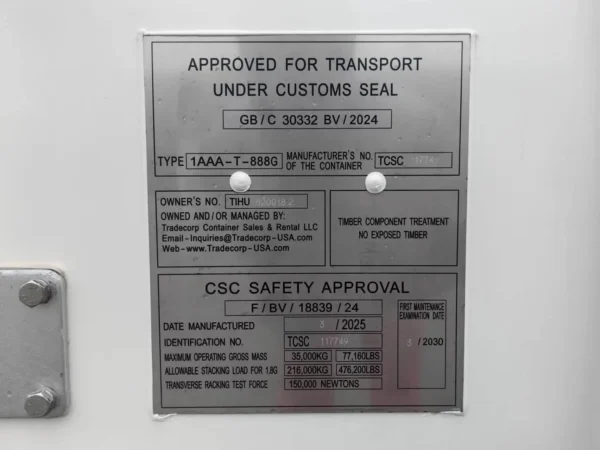 APPROVED FOR TRANSPORT
UNDER CUSTOMS SEAL
GB/C 30332 BV/2024
TYPE 1AAA-T-888G MANUFACTURER'S NO. OF THE CONTAINER TCSC 117749
OWNER'S NO. TIHU
OWNED AND/OR MANAGED BY:
Tradecorp Container Sales & Rental LLC
Email-Inquiries@Tradecorp-USA.com
Web-www.Tradecorp-USA.com
TIMBER COMPONENT TREATMENT
NO EXPOSED TIMBER
CSC SAFETY APPROVAL
F/BV/18839/24
DATE MANUFACTURED 3/2025
IDENTIFICATION NO. TCSC 117749
MAXIMUM OPERATING GROSS MASS 35,000KG 77,160LBS
ALLOWABLE STACKING LOAD FOR 1.8G 216,000KG 476,200LBS
TRANSVERSE RACKING TEST FORCE 150,000 NEWTONS
FIRST MAINTENANCE
EXAMINATION DATE
3/2030